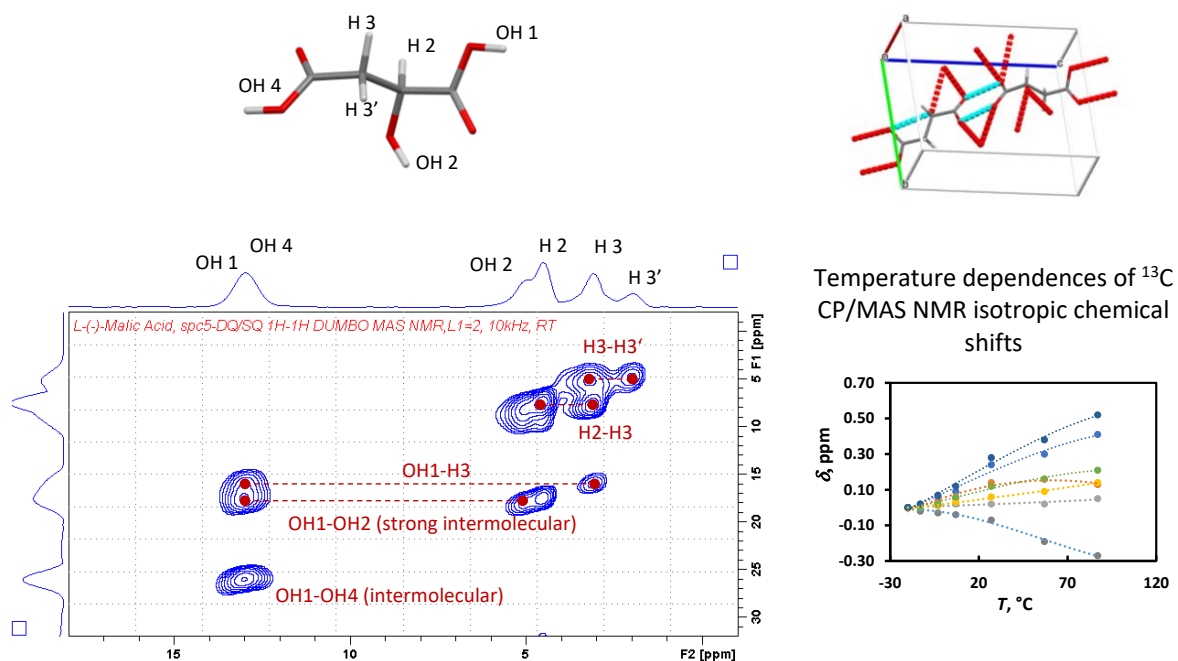 H 3
OH 1
H 2
OH 4
H 3'
OH 2
a
o
c
b
OH 4
OH 1
OH 2
H 2
H 3
H 3'
L-(-)-Malic Acid, spc5-DQ/SQ 1H-1H DUMBO MAS NMR,L1=2, 10kHz, RT
H3-H3‘
H2-H3
OH1-H3
OH1-OH2 (strong intermolecular)
OH1-OH4 (intermolecular)
F1 [ppm]
5
10
15
20
25
30
15
10
5
F2 [ppm]
Temperature dependences of ¹³C
CP/MAS NMR isotropic chemical
shifts
0.70
0.50
0.30
0.10
-0.10
-0.30
δ, ppm
-30
20
70
120
T, °C